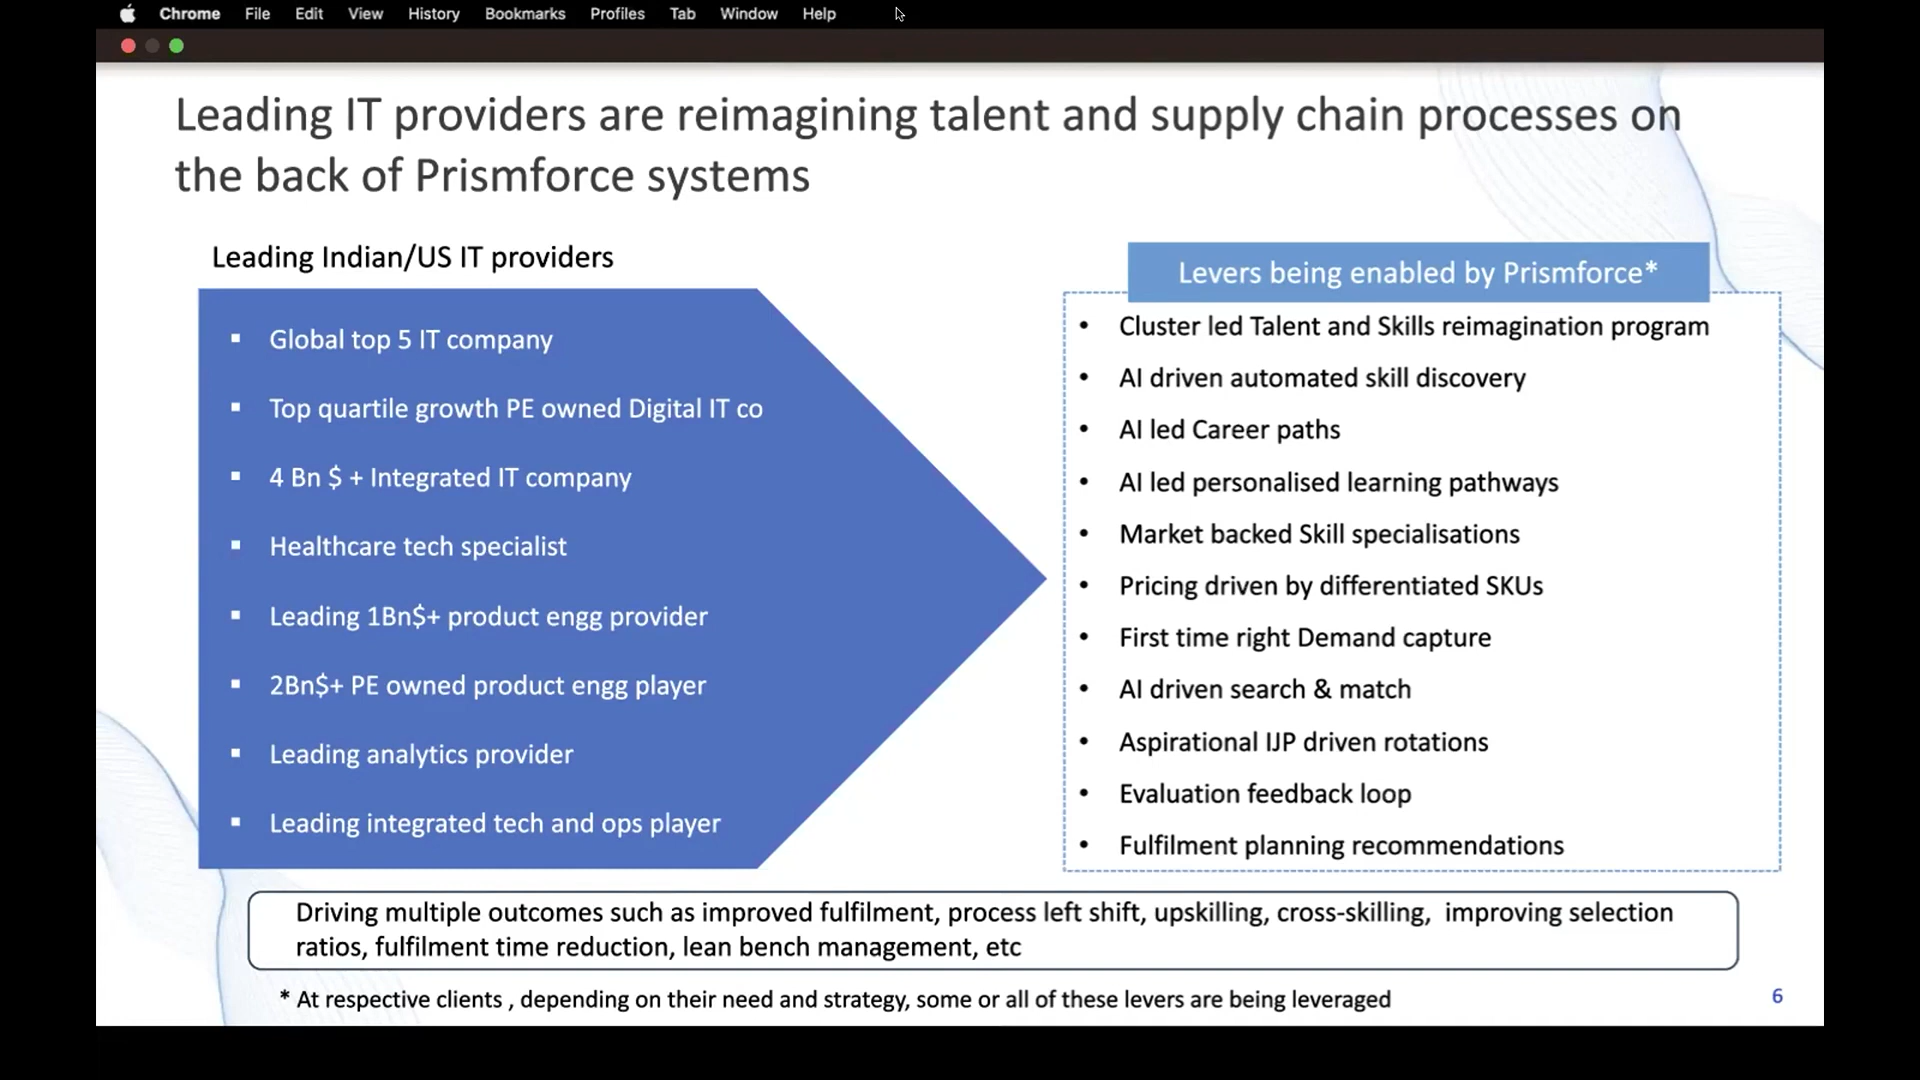 Chrome File Edit View History Bookmarks Profiles Tab Window Help
Leading IT providers are reimagining talent and supply chain processes on
the back of Prismforce systems
Leading Indian/US IT providers
▪ Global top 5 IT company
▪ Top quartile growth PE owned Digital IT co
▪ 4 Bn $ + Integrated IT company
▪ Healthcare tech specialist
▪ Leading 1Bn$+ product engg provider
▪ 2Bn$+ PE owned product engg player
▪ Leading analytics provider
▪ Leading integrated tech and ops player
Levers being enabled by Prismforce*
• Cluster led Talent and Skills reimagination program
• AI driven automated skill discovery
• AI led Career paths
• AI led personalised learning pathways
• Market backed Skill specialisations
• Pricing driven by differentiated SKUs
• First time right Demand capture
• AI driven search & match
• Aspirational IJP driven rotations
• Evaluation feedback loop
• Fulfilment planning recommendations
Driving multiple outcomes such as improved fulfilment, process left shift, upskilling, cross-skilling,  improving selection
ratios, fulfilment time reduction, lean bench management, etc
* At respective clients , depending on their need and strategy, some or all of these levers are being leveraged
6